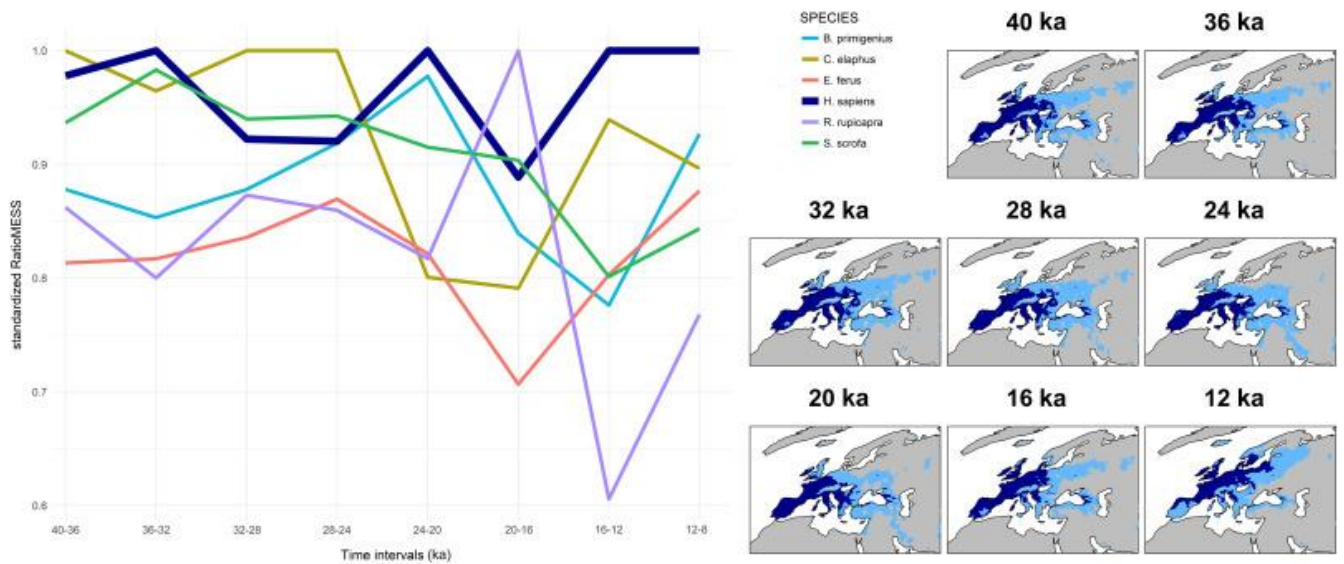 standardized RatioMESS
1.0
0.9
0.8
0.7
0.6
40-36
36-32
32-28
28-24
24-20
20-16
16-12
12-8
Time intervals (ka)
SPECIES
B. primigenius
C. elaphus
E. ferus
H. sapiens
R. rupicapra
S. scrofa
40 ka
36 ka
32 ka
28 ka
24 ka
20 ka
16 ka
12 ka